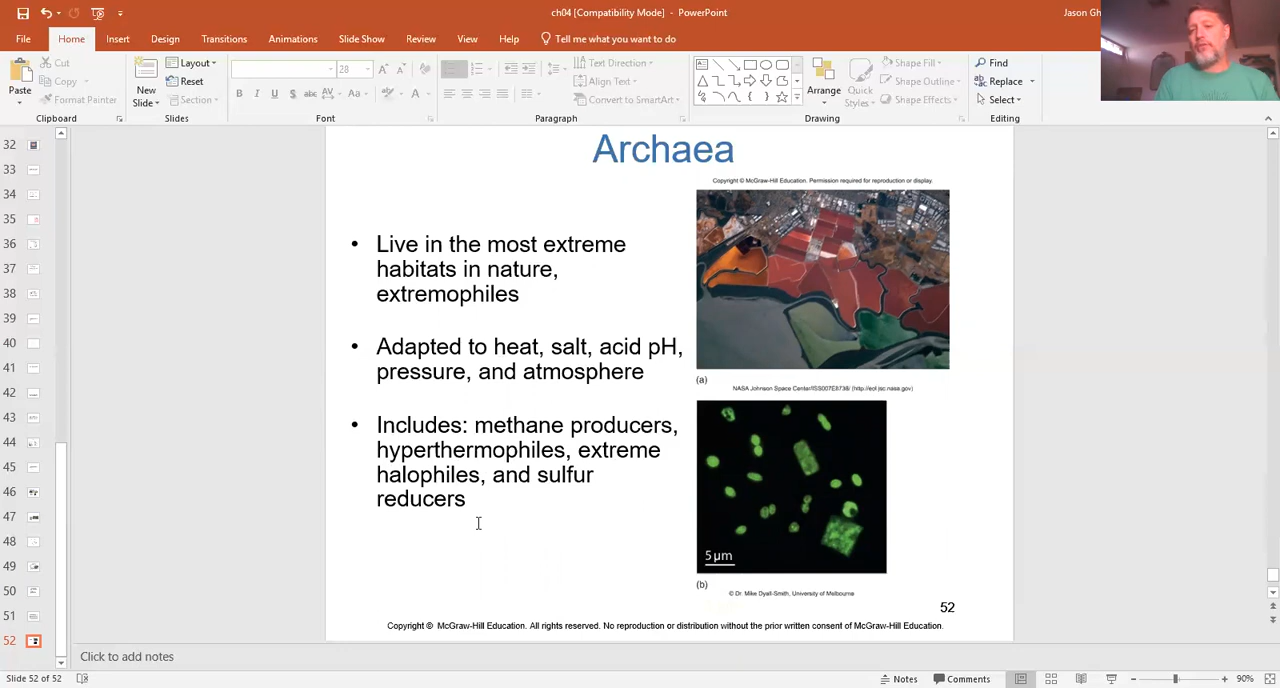 ch04 [Compatibility Mode] - PowerPoint
Jason Gh
File Home Insert Design Transitions Animations Slide Show Review View Help Tell me what you want to do
Paste
Cut
Copy
Format Painter
Clipboard
New
Slide
Layout
Reset
Section
Slides
28
B I U S abc AV Aa A
Font
Text Direction
Align Text
Convert to SmartArt
Paragraph
Arrange
Quick
Styles
Shape Fill
Shape Outline
Shape Effects
Drawing
Find
Replace
Select
Editing
32
33
34
35
36
37
38
39
40
41
42
43
44
45
46
47
48
49
50
51
52
Archaea
Copyright © McGraw-Hill Education. Permission required for reproduction or display.
• Live in the most extreme
habitats in nature,
extremophiles
• Adapted to heat, salt, acid pH,
pressure, and atmosphere
• Includes: methane producers,
hyperthermophiles, extreme
halophiles, and sulfur
reducers
(a)
NASA Johnson Space Center/ISS007E8738/ (http://eol.jsc.nasa.gov)
5 μm
(b)
© Dr. Mike Dyall-Smith, University of Melbourne
52
Copyright © McGraw-Hill Education. All rights reserved. No reproduction or distribution without the prior written consent of McGraw-Hill Education.
Click to add notes
Slide 52 of 52
Notes
Comments
90%